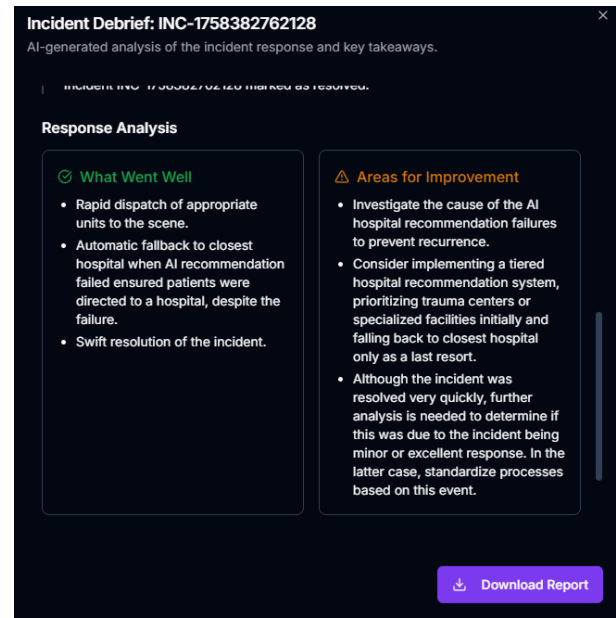 Incident Debrief: INC-1758382762128
AI-generated analysis of the incident response and key takeaways.
Incident INC-1758382762128 marked as resolved.
Response Analysis
What Went Well
• Rapid dispatch of appropriate
units to the scene.
• Automatic fallback to closest
hospital when AI recommendation
failed ensured patients were
directed to a hospital, despite the
failure.
• Swift resolution of the incident.
Areas for Improvement
• Investigate the cause of the AI
hospital recommendation failures
to prevent recurrence.
• Consider implementing a tiered
hospital recommendation system,
prioritizing trauma centers or
specialized facilities initially and
falling back to closest hospital
only as a last resort.
• Although the incident was
resolved very quickly, further
analysis is needed to determine if
this was due to the incident being
minor or excellent response. In the
latter case, standardize processes
based on this event.
Download Report